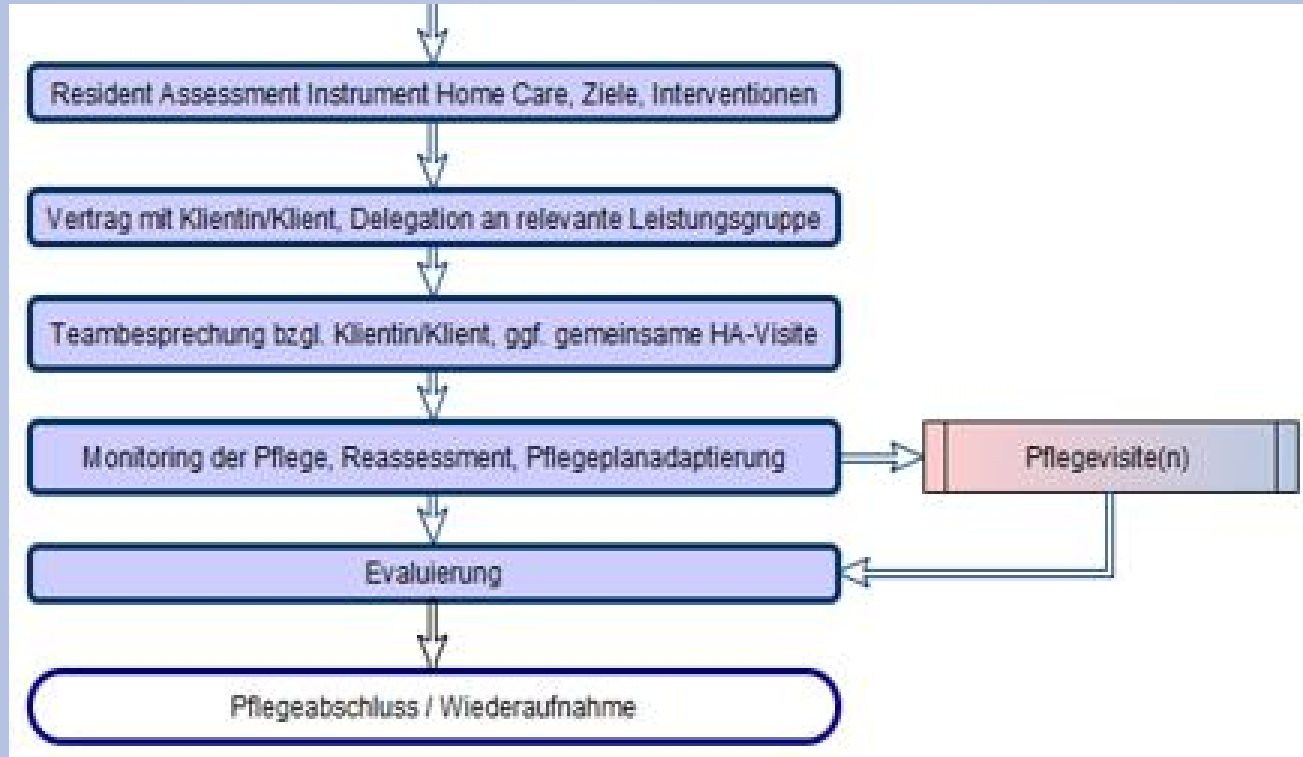 Resident Assessment Instrument Home Care, Ziele, Interventionen
Vertrag mit Klientin/Klient, Delegation an relevante Leistungsgruppe
Teambesprechung bzgl. Klientin/Klient, ggf. gemeinsame HA-Visite
Monitoring der Pflege, Reassessment, Pflegeplanadaptierung
Pflegevisite(n)
Evaluierung
Pflegeabschluss / Wiederaufnahme